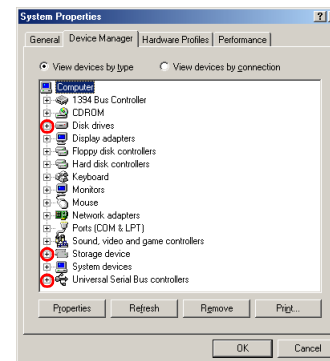 System Properties
General Device Manager Hardware Profiles Performance
View devices by type View devices by connection
Computer
1394 Bus Controller
CDROM
Disk drives
Display adapters
Floppy disk controllers
Hard disk controllers
Keyboard
Monitors
Mouse
Network adapters
Ports (COM & LPT)
Sound, video and game controllers
Storage device
System devices
Universal Serial Bus controllers
Properties Refresh Remove Print...
OK Cancel